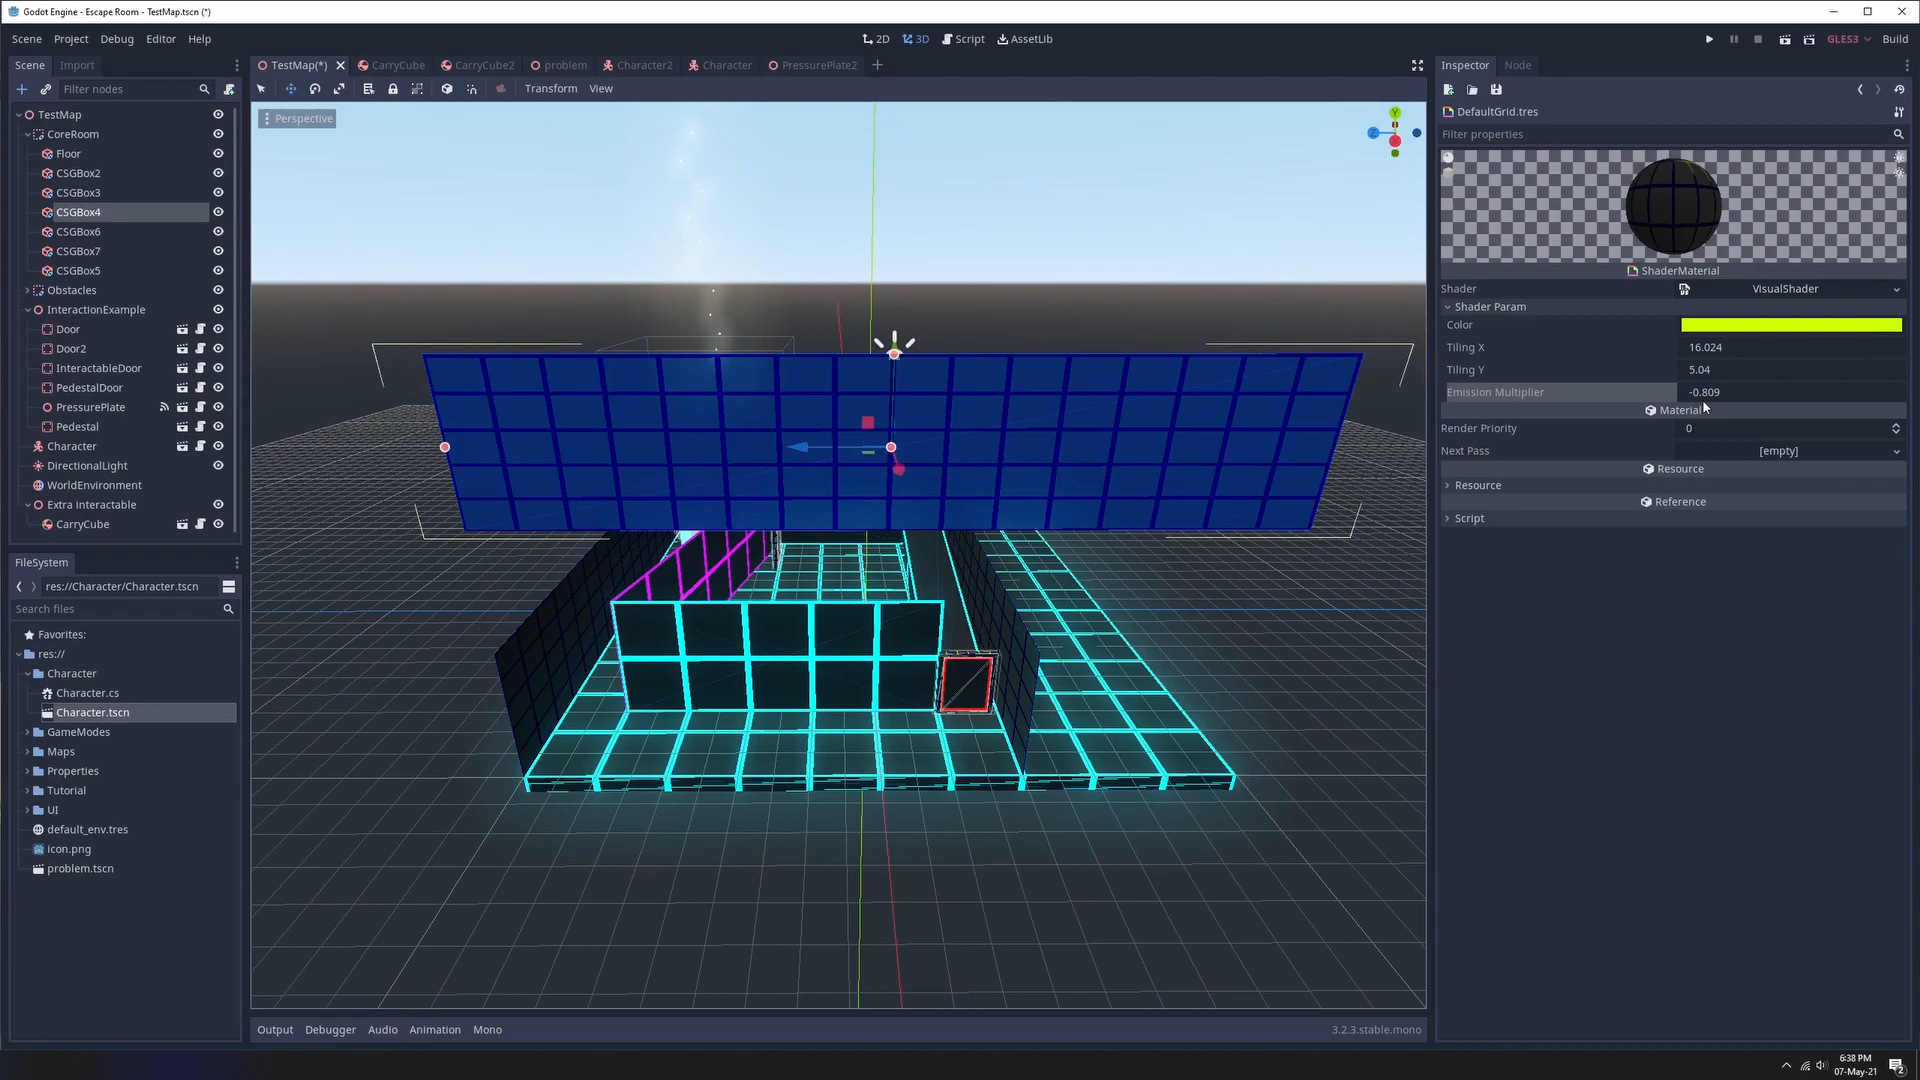 Godot Engine - Escape Room - TestMap.tscn (*)
Scene Project Debug Editor Help
2D 3D Script AssetLib
GLES3 Build
Scene Import
TestMap(*) CarryCube CarryCube2 problem Character2 Character PressurePlate2
Inspector Node
Filter nodes
Transform View
DefaultGrid.tres
Filter properties
Perspective
Y
Z
TestMap
CoreRoom
Floor
CSGBox2
CSGBox3
CSGBox4
CSGBox6
CSGBox7
CSGBox5
Obstacles
InteractionExample
Door
Door2
InteractableDoor
PedestalDoor
PressurePlate
Pedestal
Character
DirectionalLight
WorldEnvironment
Extra Interactable
CarryCube
ShaderMaterial
Shader VisualShader
Shader Param
Color
Tiling X 16.024
Tiling Y 5.04
Emission Multiplier -0.809
Material
Render Priority 0
Next Pass [empty]
Resource
Resource
Reference
Script
FileSystem
res://Character/Character.tscn
Search files
Favorites:
res://
Character
Character.cs
Character.tscn
GameModes
Maps
Properties
Tutorial
UI
default_env.tres
icon.png
problem.tscn
Output Debugger Audio Animation Mono
3.2.3.stable.mono
6:38 PM
07-May-21
2